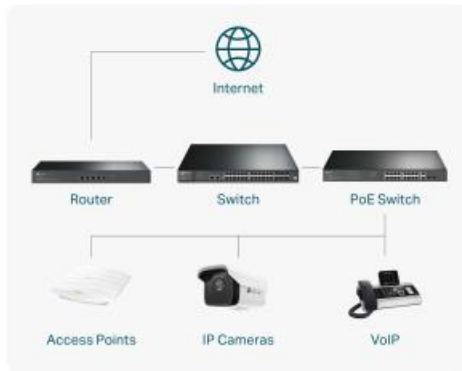 Internet
Router
Switch
PoE Switch
Access Points
IP Cameras
VoIP